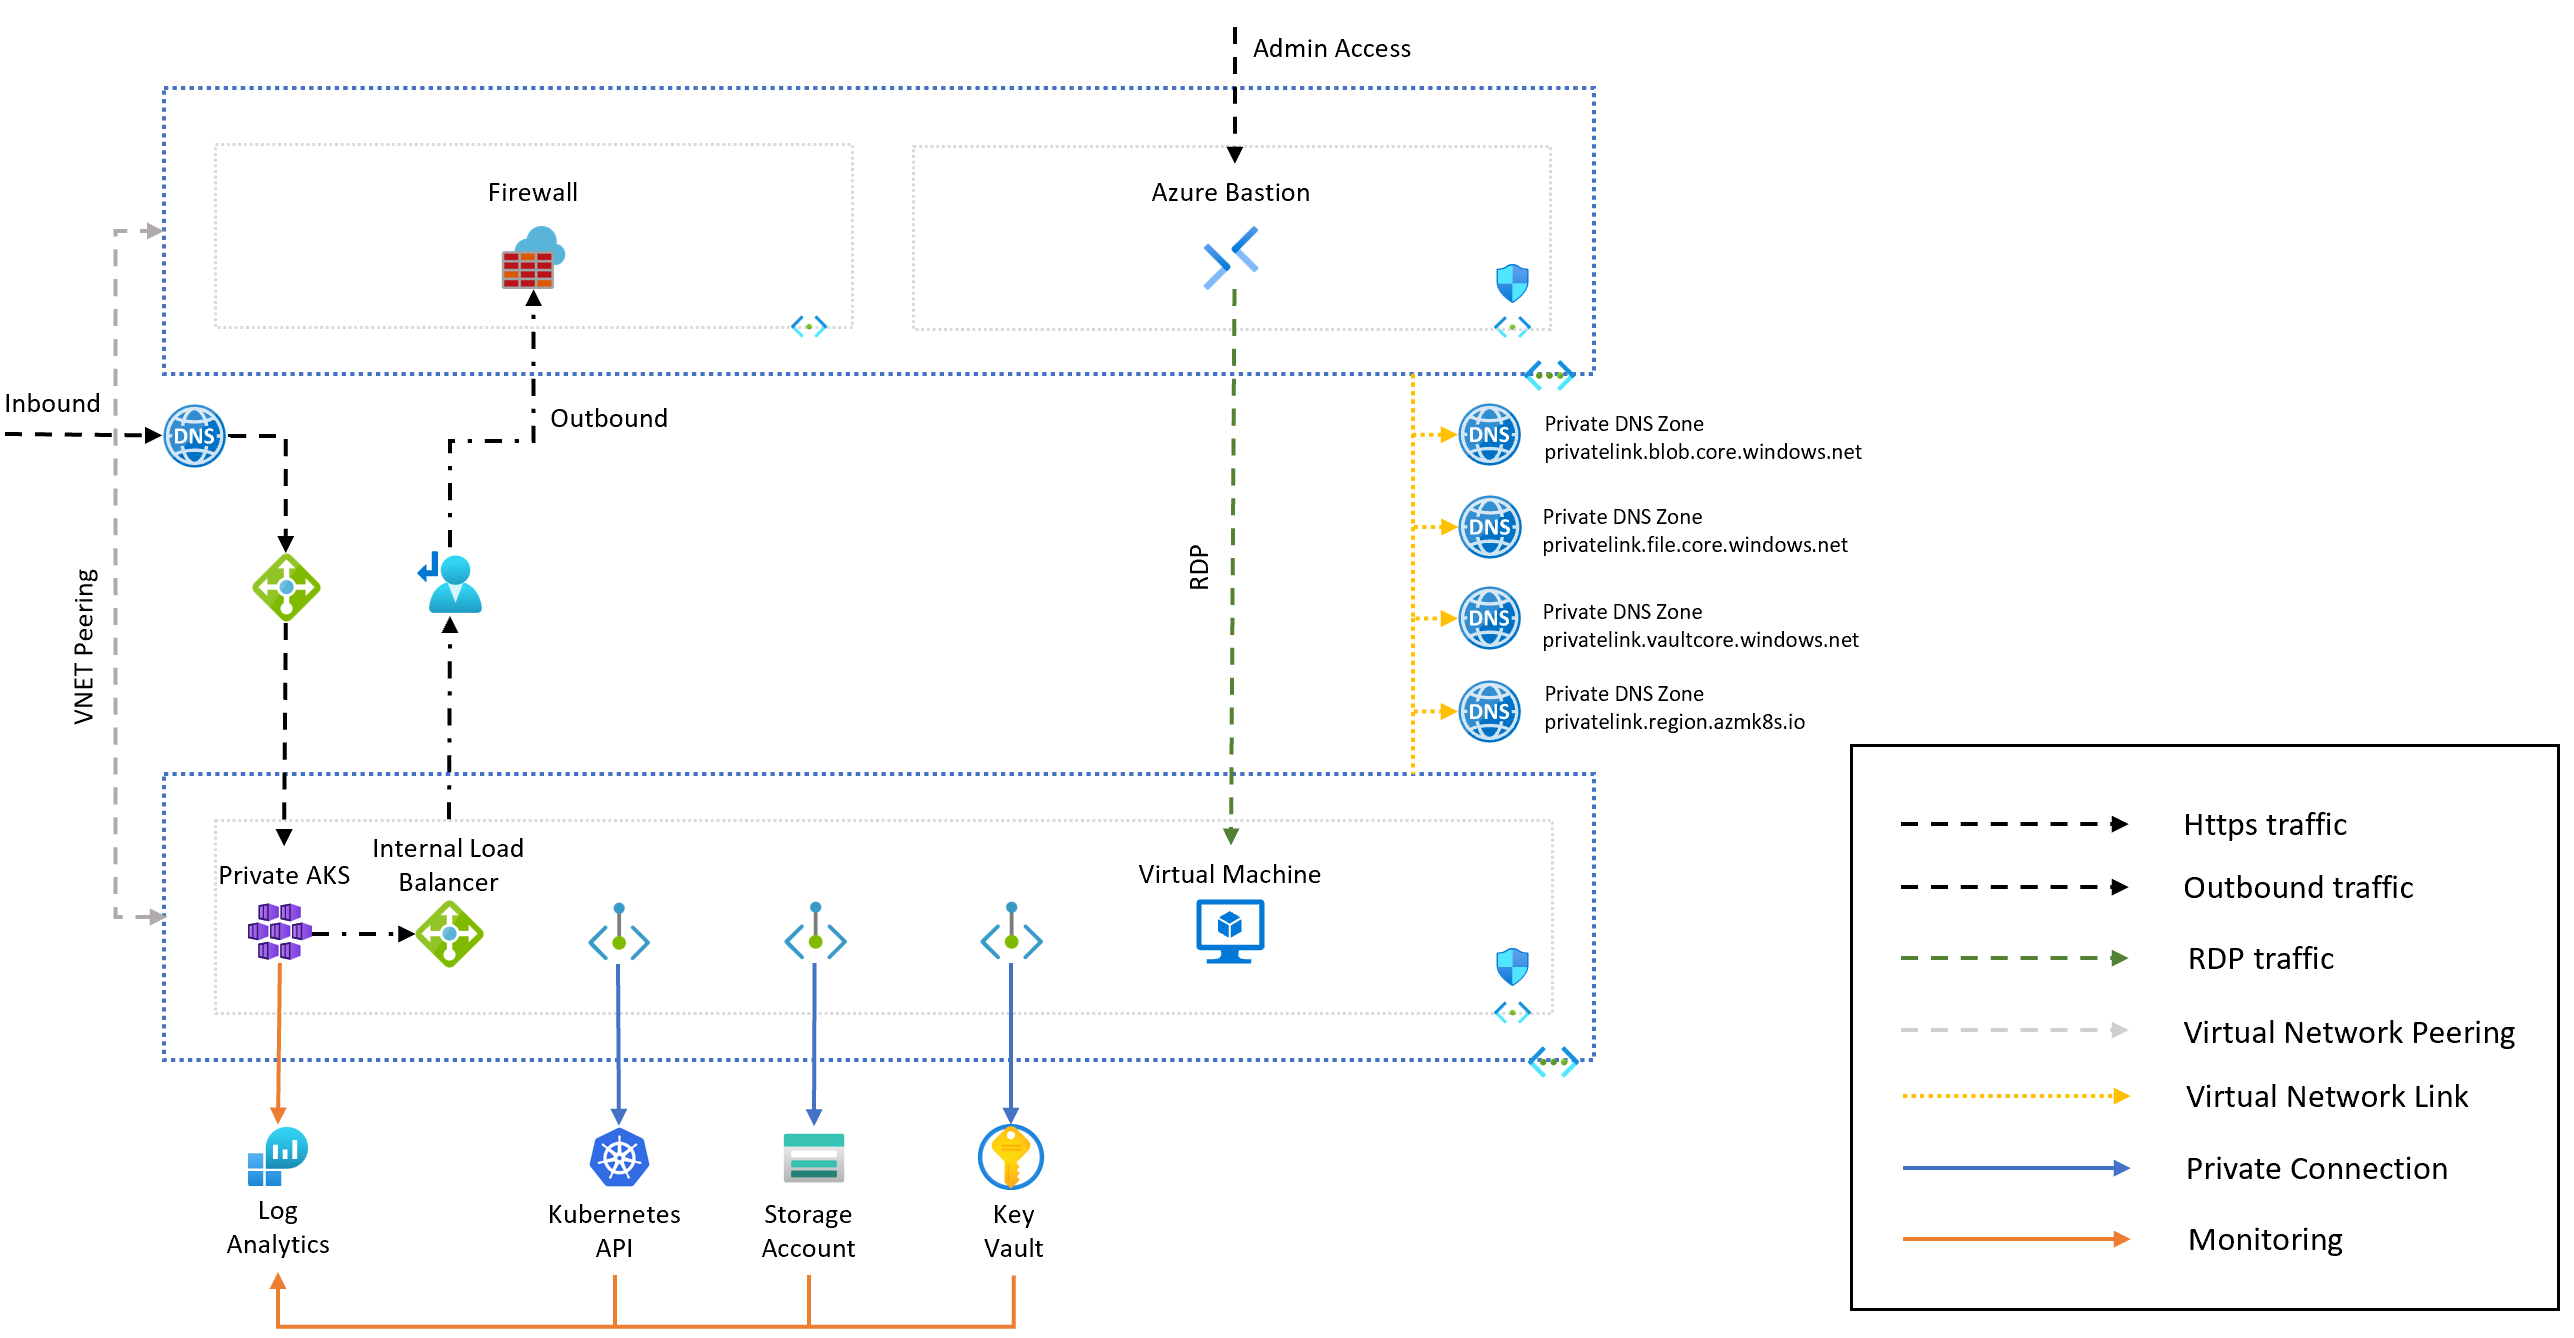 Admin Access
Firewall
Azure Bastion
Inbound
DNS
Outbound
VNET Peering
RDP
DNS
Private DNS Zone
privatelink.blob.core.windows.net
DNS
Private DNS Zone
privatelink.file.core.windows.net
DNS
Private DNS Zone
privatelink.vaultcore.windows.net
DNS
Private DNS Zone
privatelink.region.azmk8s.io
Private AKS
Internal Load
Balancer
Virtual Machine
Log
Analytics
Kubernetes
API
Storage
Account
Key
Vault
Https traffic
Outbound traffic
RDP traffic
Virtual Network Peering
Virtual Network Link
Private Connection
Monitoring